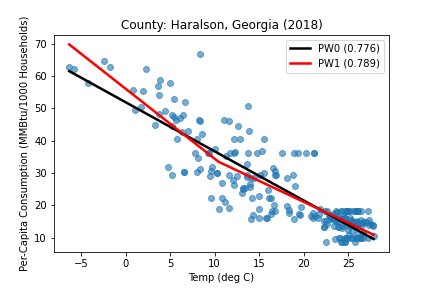 County: Haralson, Georgia (2018)
Per-Capita Consumption (MMBtu/1000 Households)
70
60
50
40
30
20
10
PW0 (0.776)
PW1 (0.789)
−5 0 5 10 15 20 25
Temp (deg C)